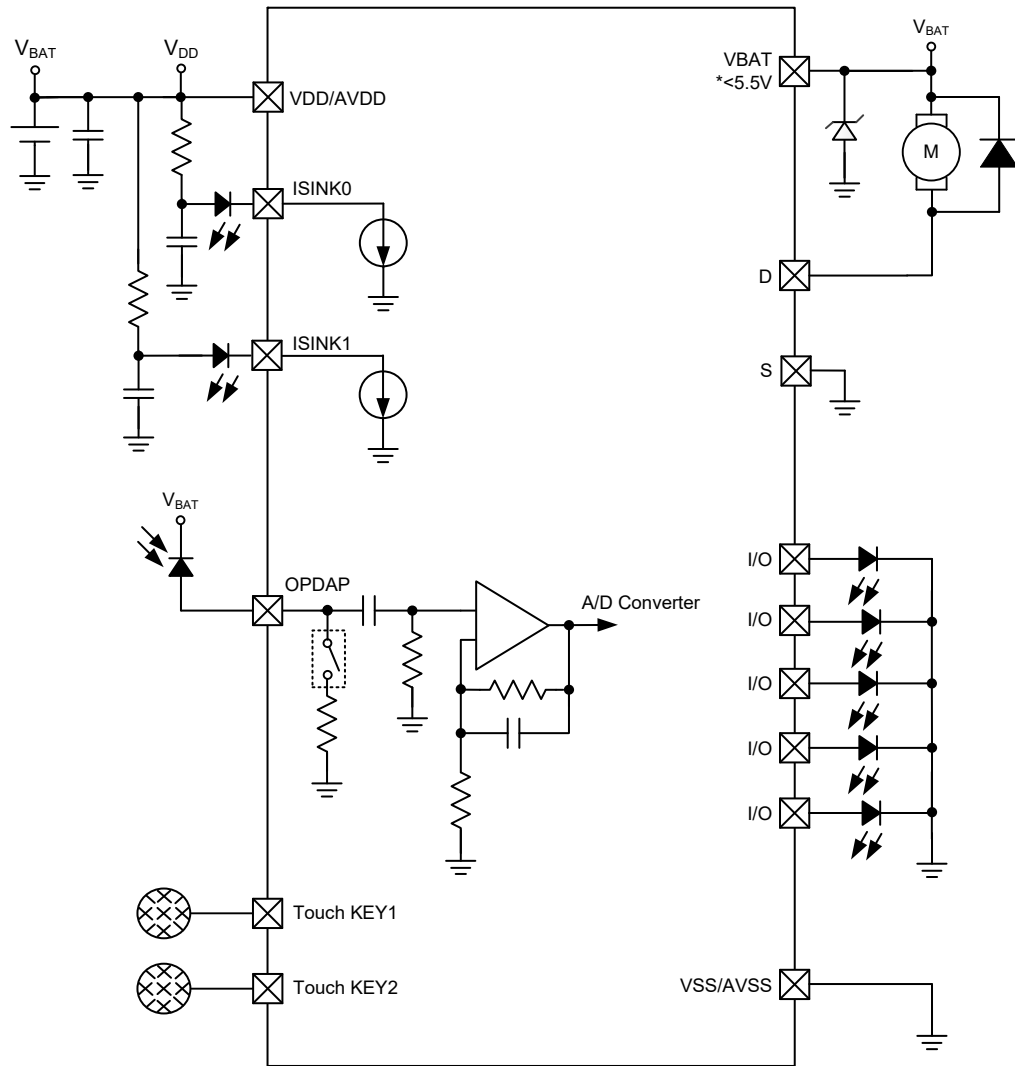 VBAT
VDD
VDD/AVDD
ISINK0
ISINK1
VBAT
OPDAP
A/D Converter
Touch KEY1
Touch KEY2
VBAT
*<5.5V
VBAT
M
D
S
I/O
I/O
I/O
I/O
I/O
VSS/AVSS